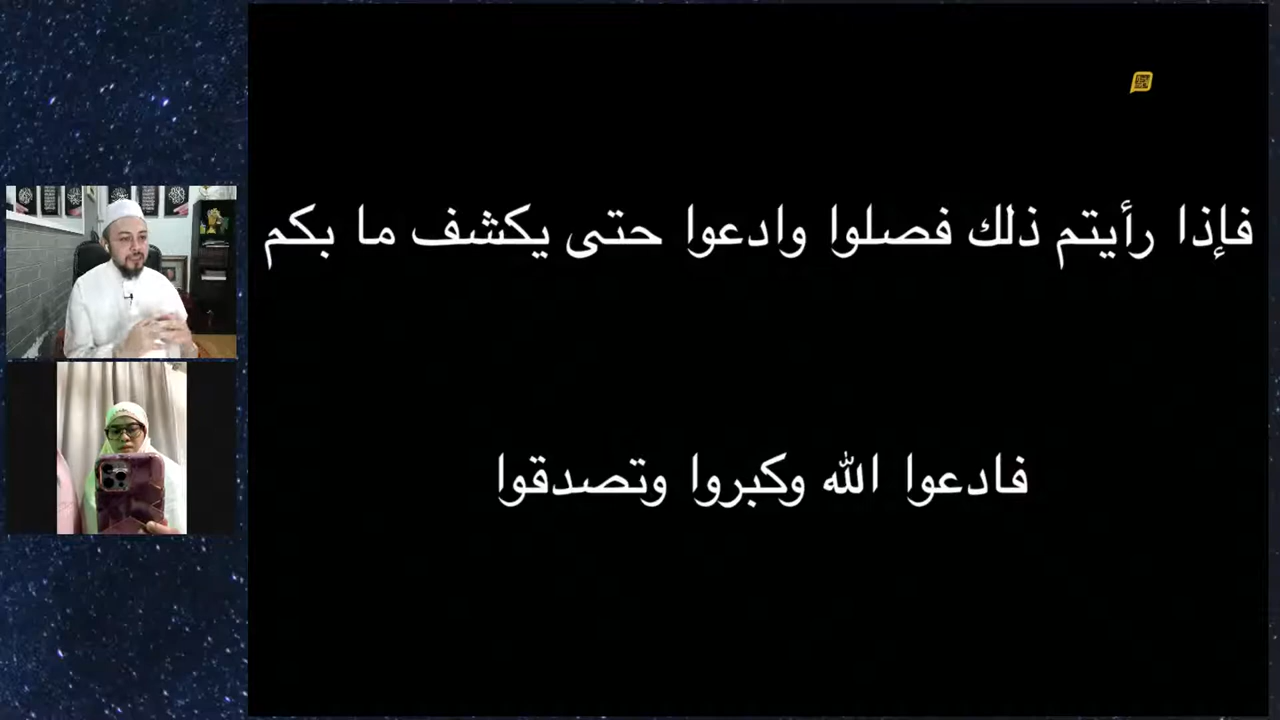 فإذا رأيتم ذلك فصلوا وادعوا حتى يكشف ما بكم
فادعوا الله وكبروا وتصدقوا